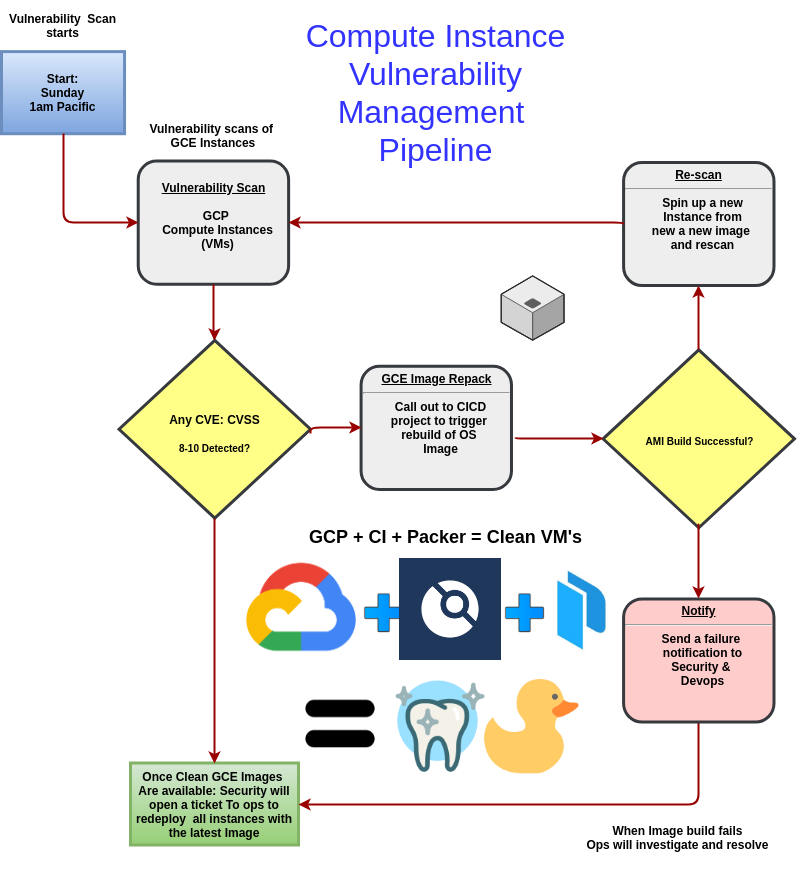 Vulnerability  Scan
starts
Compute Instance
Vulnerability
Management
Pipeline
Start:
Sunday
1am Pacific
Vulnerability scans of
GCE Instances
Vulnerability Scan
GCP
Compute Instances
(VMs)
Re-scan
Spin up a new
Instance from
new a new image
and rescan
Any CVE: CVSS
8-10 Detected?
GCE Image Repack
Call out to CICD
project to trigger
rebuild of OS
Image
AMI Build Successful?
GCP + CI + Packer = Clean VM's
Notify
Send a failure
notification to
Security &
Devops
Once Clean GCE Images
Are available: Security will
open a ticket To ops to
redeploy  all instances with
the latest Image
When Image build fails
Ops will investigate and resolve